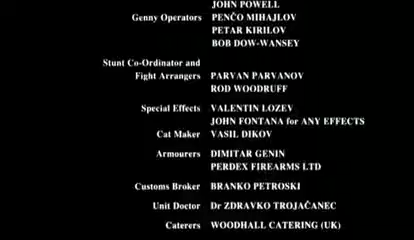 JOHN POWELL
Genny Operators PENČO MIHAJLOV
PETAR KIRILOV
BOB DOW-WANSEY
Stunt Co-Ordinator and
Fight Arrangers PARVAN PARVANOV
ROD WOODRUFF
Special Effects VALENTIN LOZEV
JOHN FONTANA for ANY EFFECTS
Cat Maker VASIL DIKOV
Armourers DIMITAR GENIN
PERDEX FIREARMS LTD
Customs Broker BRANKO PETROSKI
Unit Doctor Dr ZDRAVKO TROJAČANEC
Caterers WOODHALL CATERING (UK)